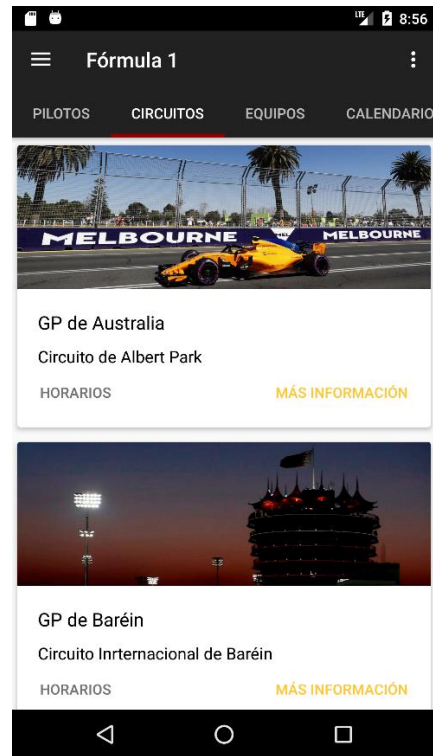 LTE 8:56
Fórmula 1
PILOTOS CIRCUITOS EQUIPOS CALENDARIO
MELBOURNE MELBOURNE
GP de Australia
Circuito de Albert Park
HORARIOS MÁS INFORMACIÓN
GP de Baréin
Circuito Inrternacional de Baréin
HORARIOS MÁS INFORMACIÓN